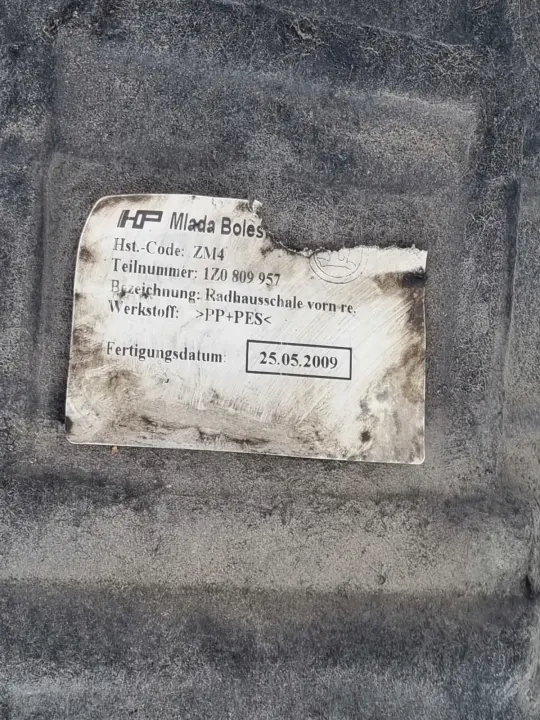 HP Mlada Boles
Hst.-Code: ZM4
Teilnummer: 1Z0 809 957
Bezeichnung: Radhausschale vorn re.
Werkstoff: >PP+PES<
Fertigungsdatum: 25.05.2009